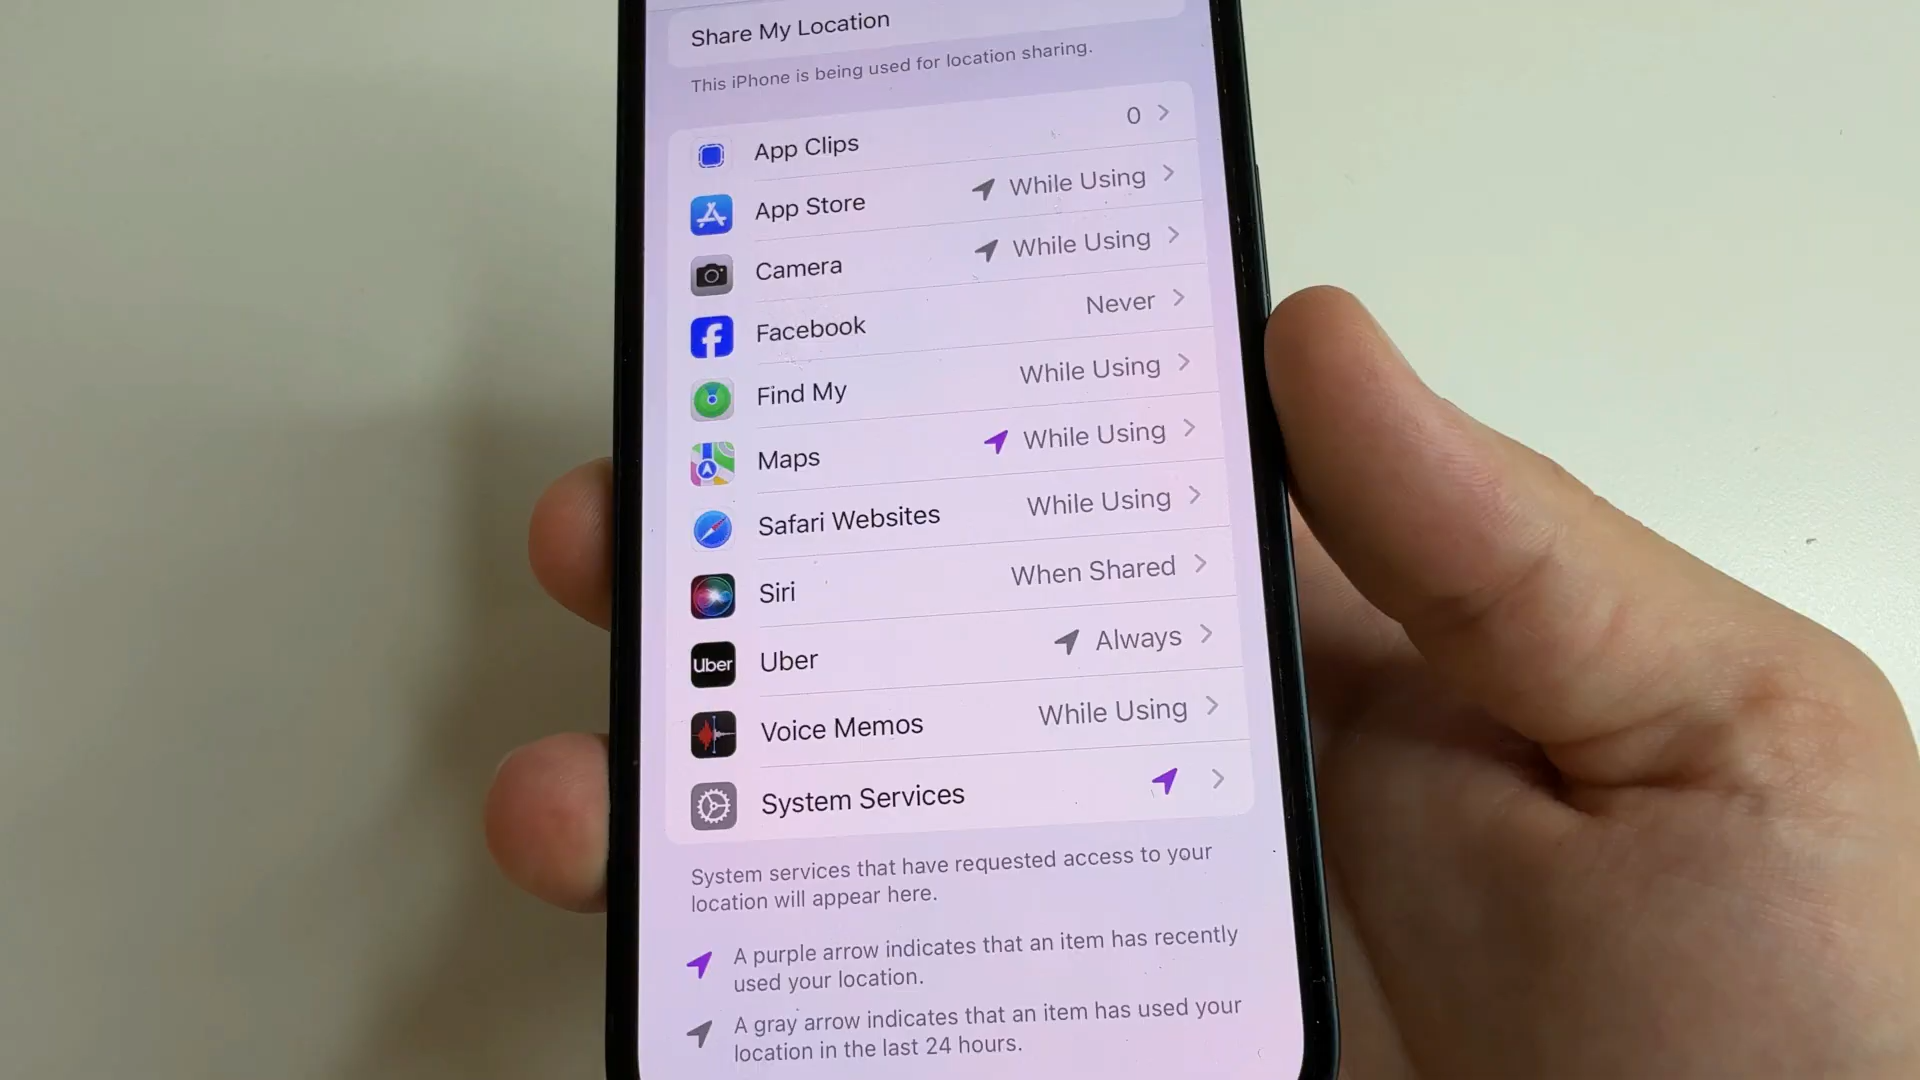 Share My Location
This iPhone is being used for location sharing.
App Clips 0
App Store While Using
Camera While Using
Facebook Never
Find My While Using
Maps While Using
Safari Websites While Using
Siri When Shared
Uber Uber Always
Voice Memos While Using
System Services
System services that have requested access to your
location will appear here.
A purple arrow indicates that an item has recently
used your location.
A gray arrow indicates that an item has used your
location in the last 24 hours.